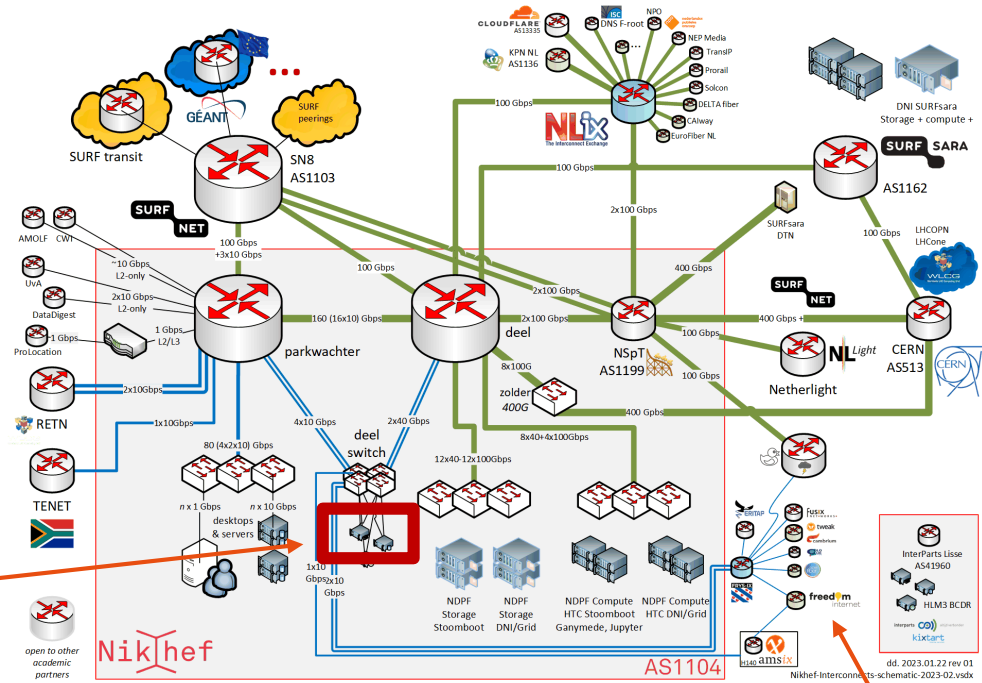 CLOUDFLARE
AS13335
KPN NL
AS1136
ISC
DNS F-root
NPO
NEP Media
TransIP
Prorail
Solcon
DELTA fiber
CAIway
EuroFiber NL
...
NLix
The Interconnect Exchange
GÉANT
SURF
peerings
SURF transit
SN8
AS1103
SURF
NET
DNI SURFsara
Storage + compute +
SURF SARA
AS1162
100 Gbps
100 Gbps
2x100 Gbps
SURFsara
DTN
100 Gbps
LHCOPN
LHCone
WLCG
AMOLF
CWI
~10 Gbps
L2-only
UvA
2x10 Gbps
L2-only
DataDigest
1 Gbps
ProLocation
1 Gbps
L2/L3
100 Gbps
+3x10 Gbps
100 Gbps
2x100 Gbps
400 Gbps
SURF
NET
160 (16x10) Gbps
parkwachter
deel
2x100 Gbps
NSpT
AS1199
400 Gbps +
CERN
AS513
CERN
100 Gbps
NL Light
Netherlight
100 Gbps
8x100G
zolder
400G
400 Gbps
RETN
2x10Gbps
1x10Gbps
TENET
4x10 Gbps
2x40 Gbps
deel
switch
80 (4x2x10) Gbps
12x40-12x100Gbps
8x40+4x100Gbps
n x 1 Gbps
n x 10 Gbps
desktops
& servers
1x10
Gbps
2x10
Gbps
NDPF
Storage
Stoomboot
NDPF
Storage
DNI/Grid
NDPF Compute
HTC Stoomboot
Ganymede, Jupyter
NDPF Compute
HTC DNI/Grid
ERITAP
fusix
tweak
cambrium
FRYS-IX
freedom
internet
H140
amsix
InterParts Lisse
AS41960
HLM3 BCDR
interparts
kixtart
open to other
academic
partners
Nikhef
AS1104
dd. 2023.01.22 rev 01
Nikhef-Interconnects-schematic-2023-02.vsdx